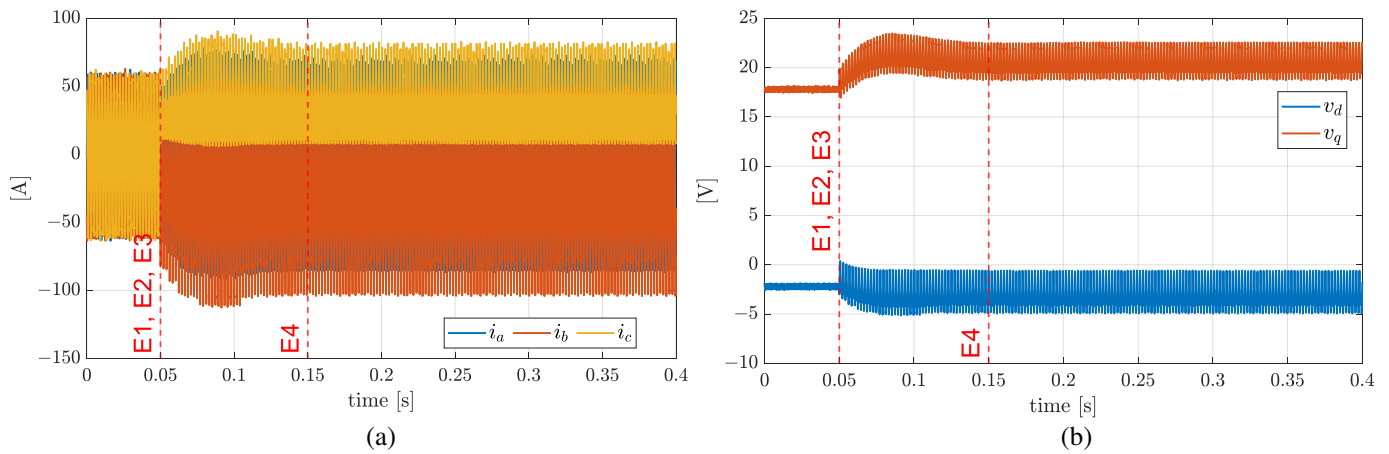 100
50
0
−50
−100
−150
[A]
E1, E2, E3
E4
i_a i_b i_c
0 0.05 0.1 0.15 0.2 0.25 0.3 0.35 0.4
time [s]
(a)
25
20
15
10
5
0
−5
−10
[V]
E1, E2, E3
E4
v_d
v_q
0 0.05 0.1 0.15 0.2 0.25 0.3 0.35 0.4
time [s]
(b)